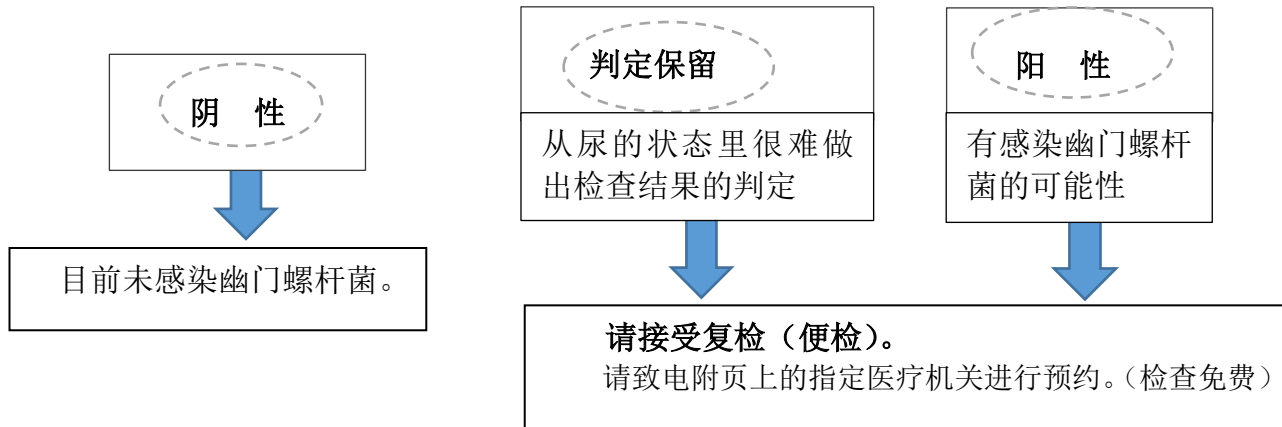 阴 性
目前未感染幽门螺杆菌。
判定保留
从尿的状态里很难做
出检查结果的判定
阳 性
有感染幽门螺杆
菌的可能性
请接受复检（便检）。
请致电附页上的指定医疗机关进行预约。（检查免费）